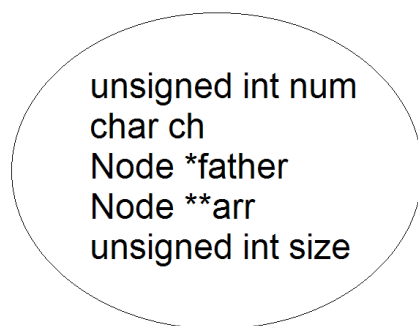 unsigned int num
char ch
Node *father
Node **arr
unsigned int size